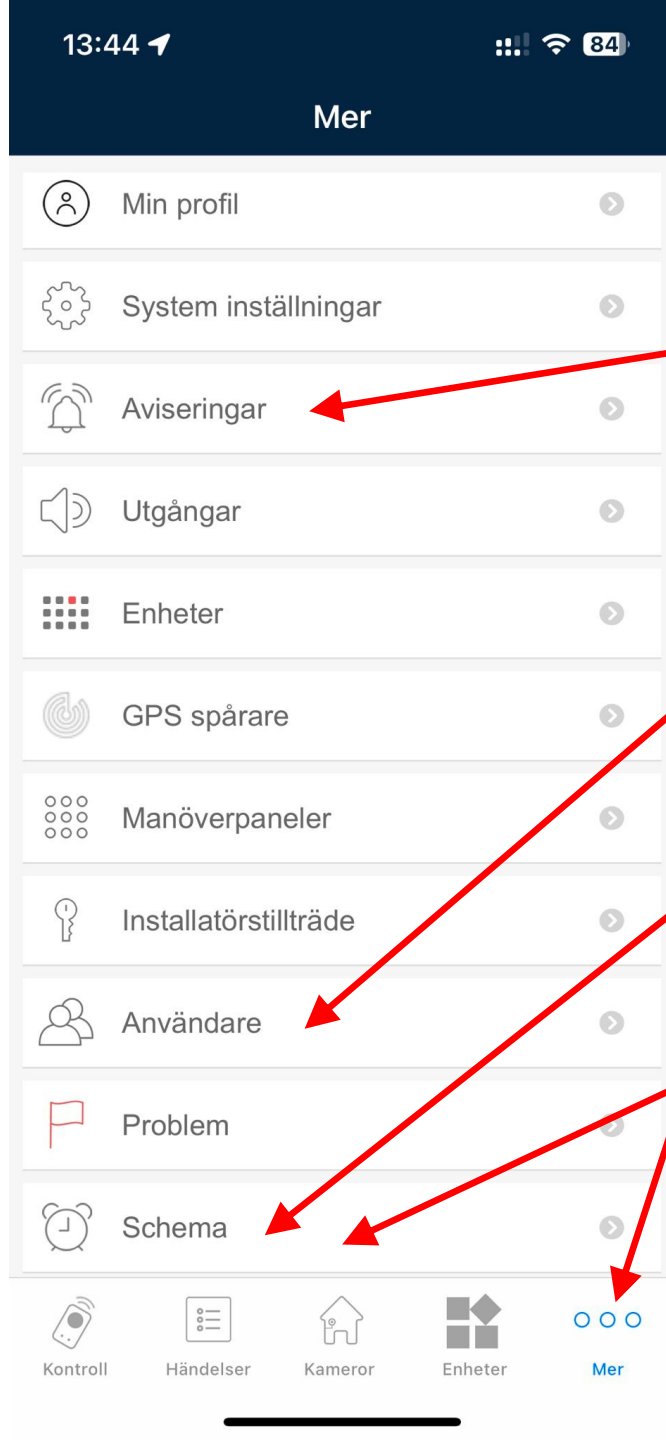 13:44
84
Mer
Min profil
System inställningar
Aviseringar
Utgångar
Enheter
GPS spårare
Manöverpaneler
Installatörstillträde
Användare
Problem
Schema
Kontroll
Händelser
Kameror
Enheter
Mer